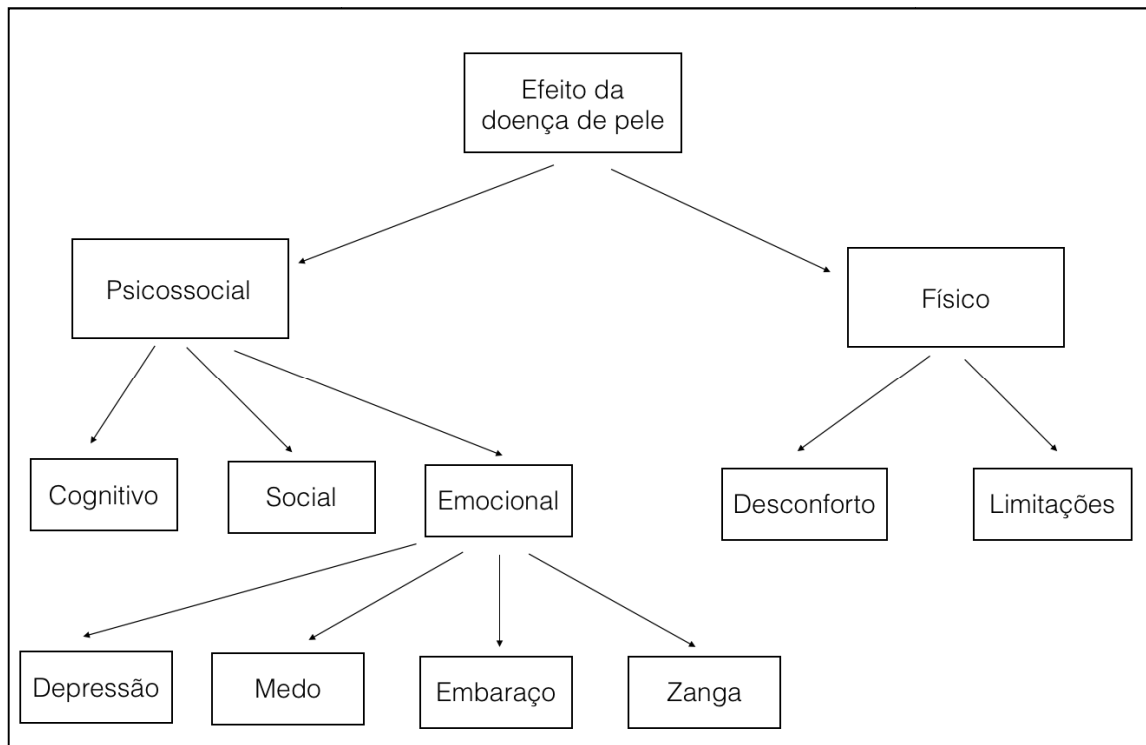 Efeito da
doença de pele
Psicossocial
Físico
Cognitivo
Social
Emocional
Desconforto
Limitações
Depressão
Medo
Embaraço
Zanga